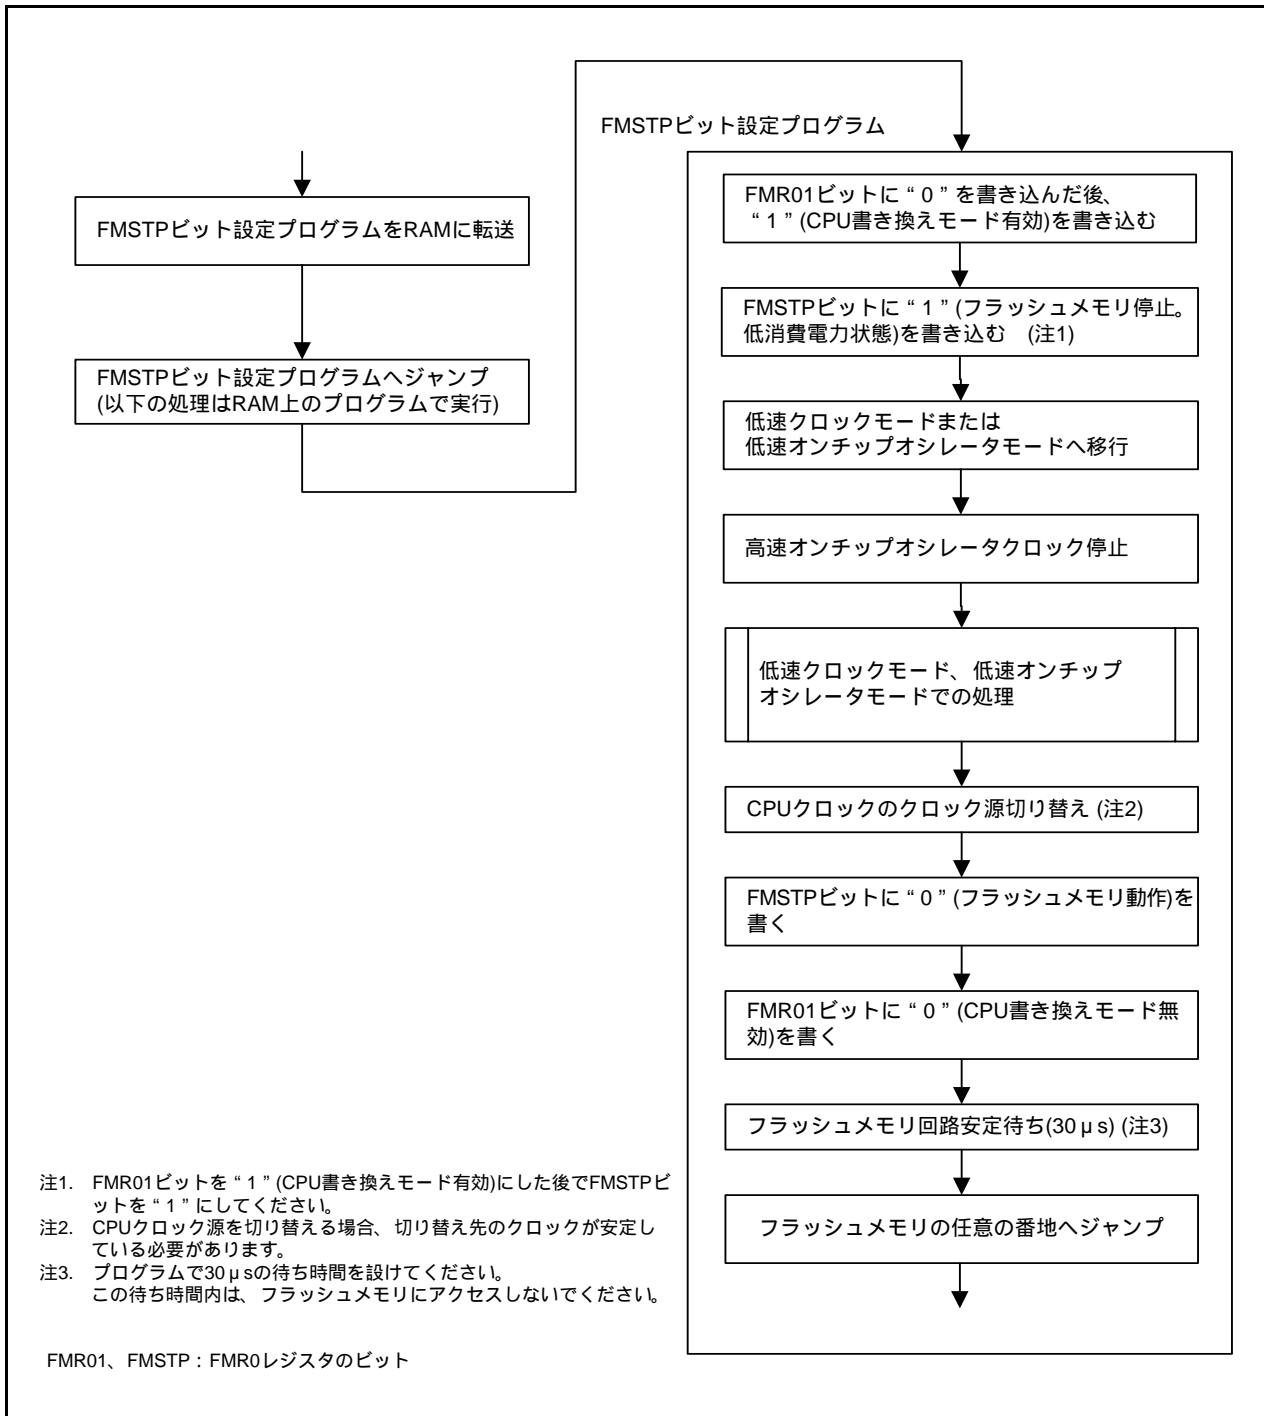 FMSTPビット設定プログラムをRAMに転送
FMSTPビット設定プログラムへジャンプ
(以下の処理はRAM上のプログラムで実行)
FMSTPビット設定プログラム
FMR01ビットに“0”を書き込んだ後、
“1”(CPU書き換えモード有効)を書き込む
FMSTPビットに“1”(フラッシュメモリ停止。
低消費電力状態)を書き込む (注1)
低速クロックモードまたは
低速オンチップオシレータモードへ移行
高速オンチップオシレータクロック停止
低速クロックモード、低速オンチップ
オシレータモードでの処理
CPUクロックのクロック源切り替え (注2)
FMSTPビットに“0”(フラッシュメモリ動作)を
書く
FMR01ビットに“0”(CPU書き換えモード無
効)を書く
フラッシュメモリ回路安定待ち(30μs) (注3)
フラッシュメモリの任意の番地へジャンプ
注1. FMR01ビットを“1”(CPU書き換えモード有効)にした後でFMSTPビ
ットを“1”にしてください。
注2. CPUクロック源を切り替える場合、切り替え先のクロックが安定し
ている必要があります。
注3. プログラムで30μsの待ち時間を設けてください。
この待ち時間内は、フラッシュメモリにアクセスしないでください。
FMR01、FMSTP：FMR0レジスタのビット